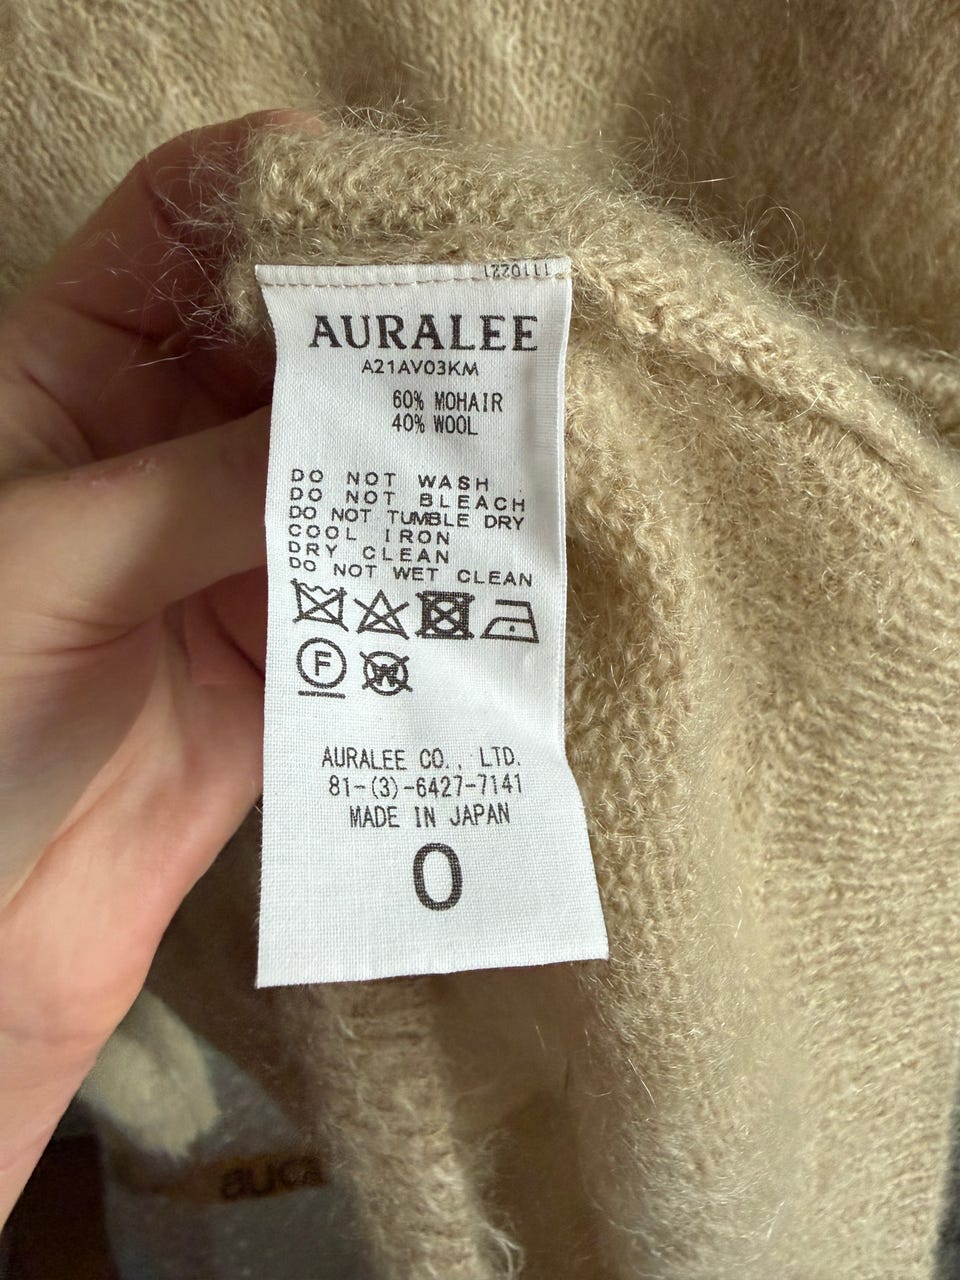 AURALEE
A21AV03KM
60% MOHAIR
40% WOOL
DO NOT WASH
DO NOT BLEACH
DO NOT TUMBLE DRY
COOL IRON
DRY CLEAN
DO NOT WET CLEAN
F
W
AURALEE CO., LTD.
81-(3)-6427-7141
MADE IN JAPAN
0